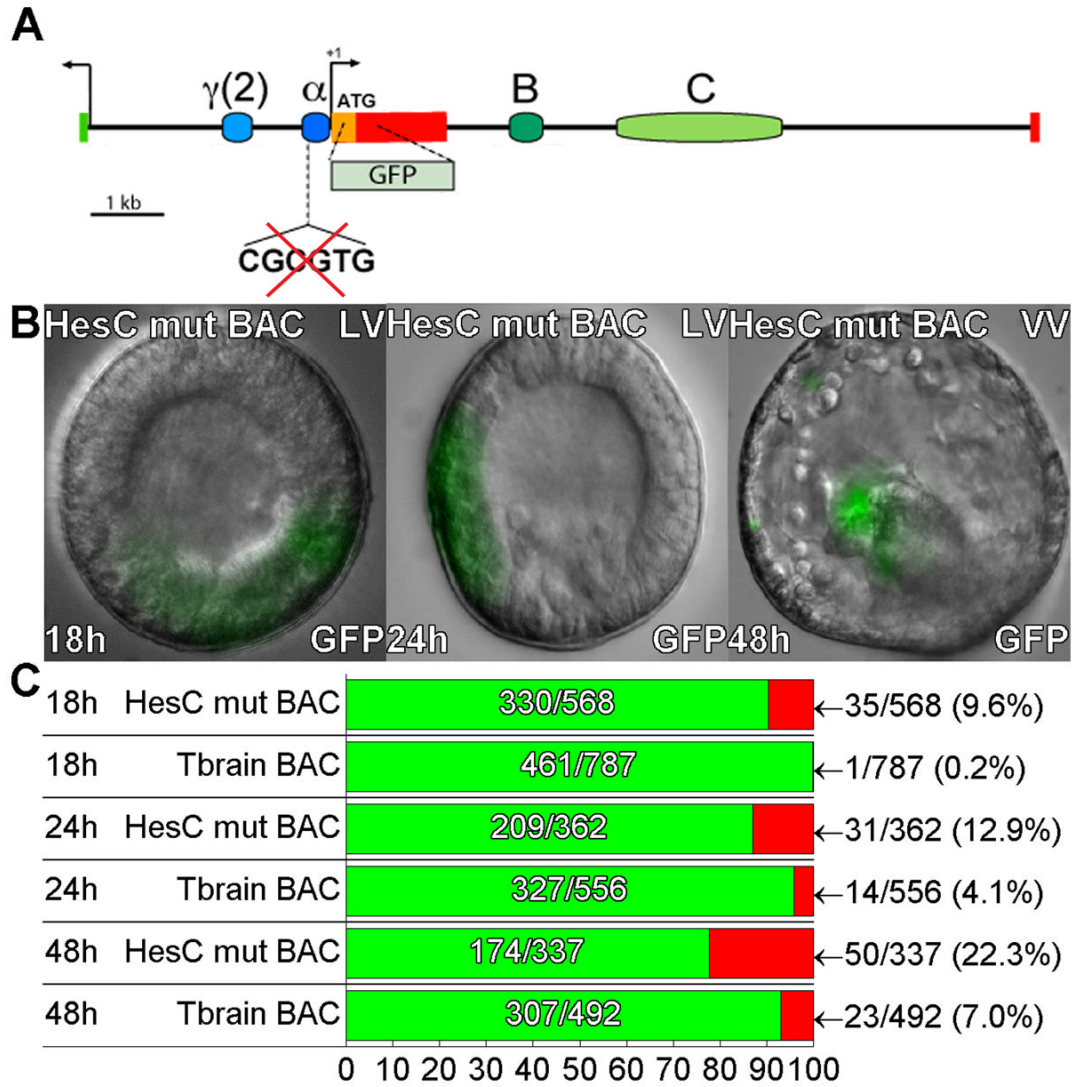 A
γ(2) α +1 ATG B C
GFP
1 kb
CGCGTG
B HesC mut BAC LV HesC mut BAC LV HesC mut BAC VV
18h GFP 24h GFP 48h GFP
C
18h HesC mut BAC 330/568 ←35/568 (9.6%)
18h Tbrain BAC 461/787 ←1/787 (0.2%)
24h HesC mut BAC 209/362 ←31/362 (12.9%)
24h Tbrain BAC 327/556 ←14/556 (4.1%)
48h HesC mut BAC 174/337 ←50/337 (22.3%)
48h Tbrain BAC 307/492 ←23/492 (7.0%)
0 10 20 30 40 50 60 70 80 90 100